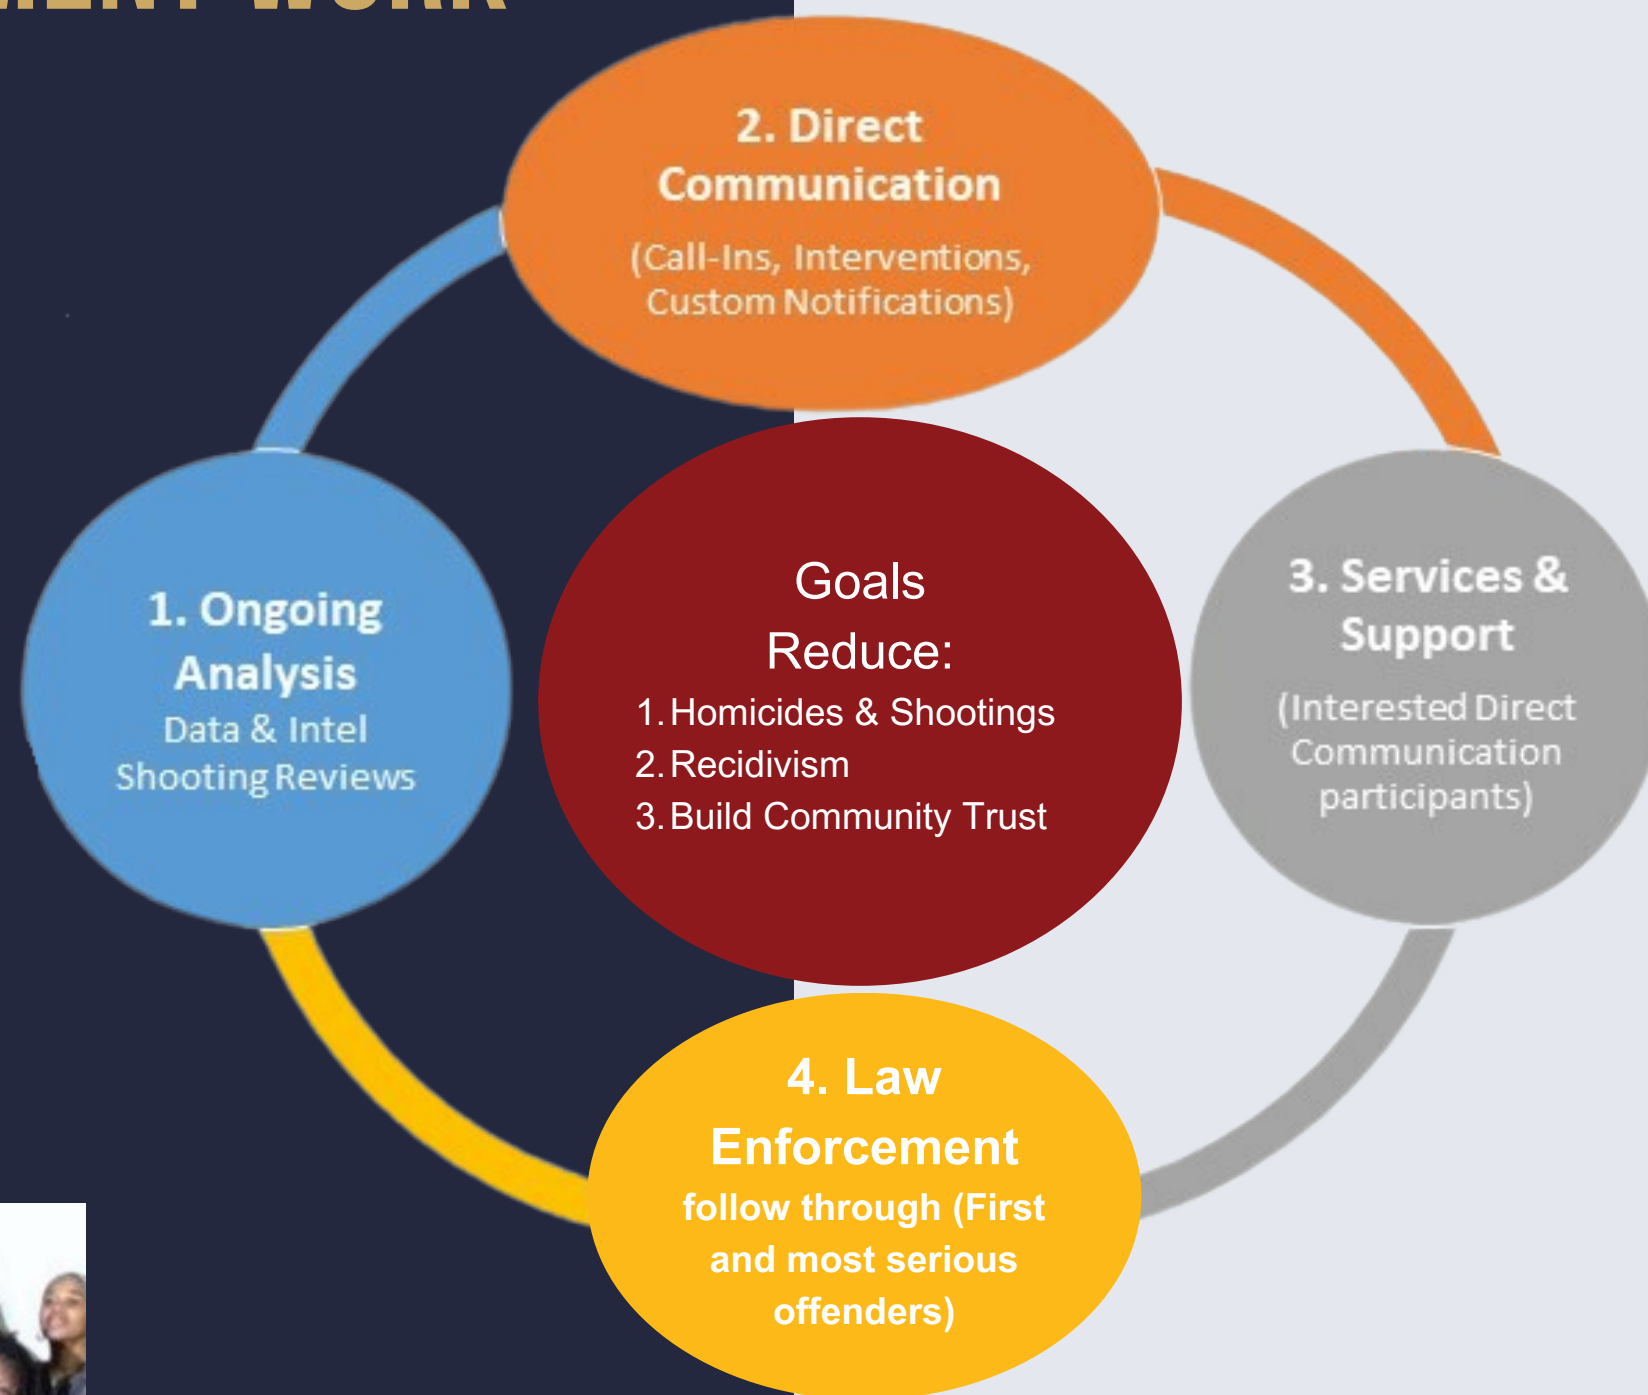 WORK
2. Direct
Communication
(Call-Ins, Interventions,
Custom Notifications)
1. Ongoing
Analysis
Data & Intel
Shooting Reviews
Goals
Reduce:
1. Homicides & Shootings
2. Recidivism
3. Build Community Trust
3. Services &
Support
(Interested Direct
Communication
participants)
4. Law
Enforcement
follow through (First
and most serious
offenders)